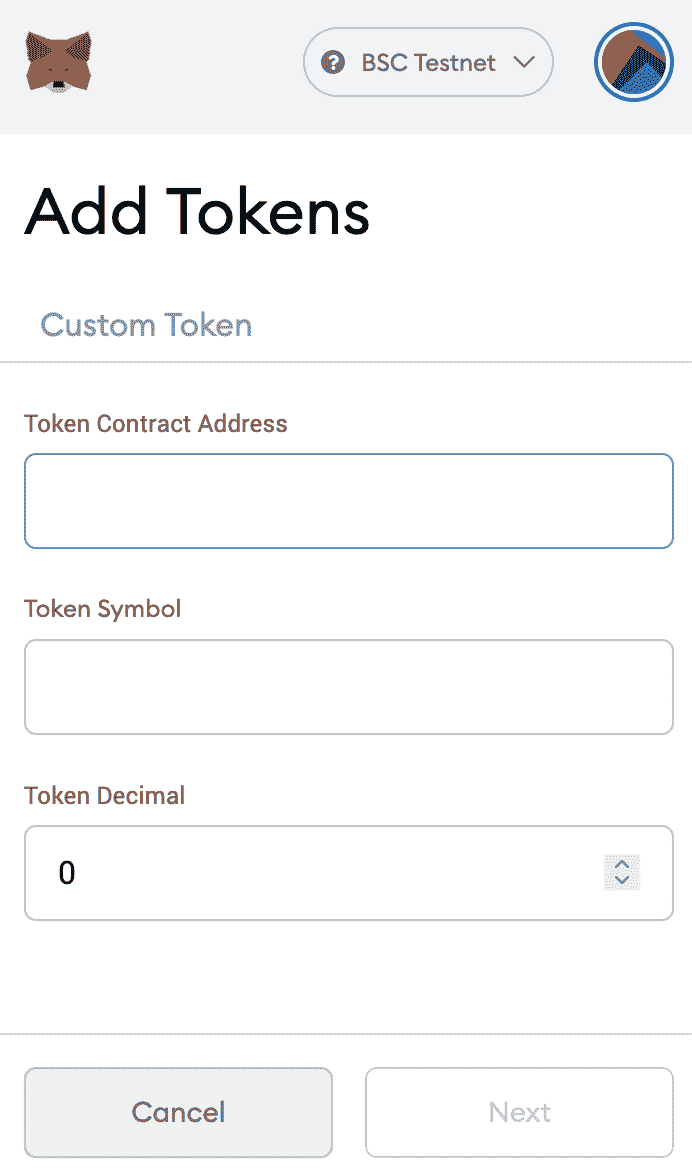 BSC Testnet
Add Tokens
Custom Token
Token Contract Address
Token Symbol
Token Decimal
0
Cancel
Next